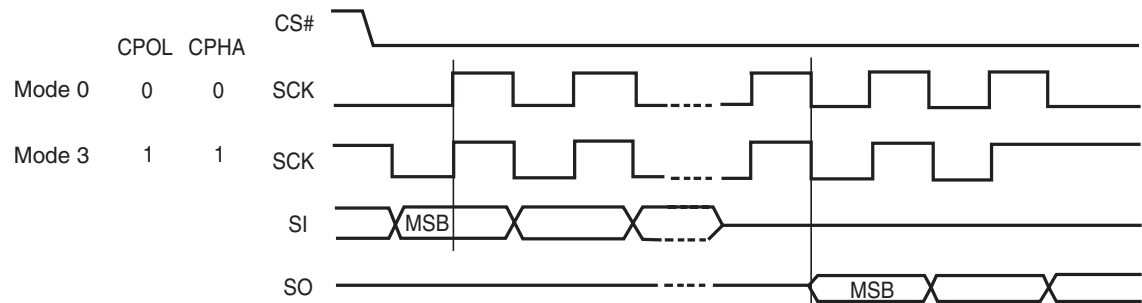 CS#
CPOL CPHA
Mode 0 0 0 SCK
Mode 3 1 1 SCK
SI MSB
SO MSB